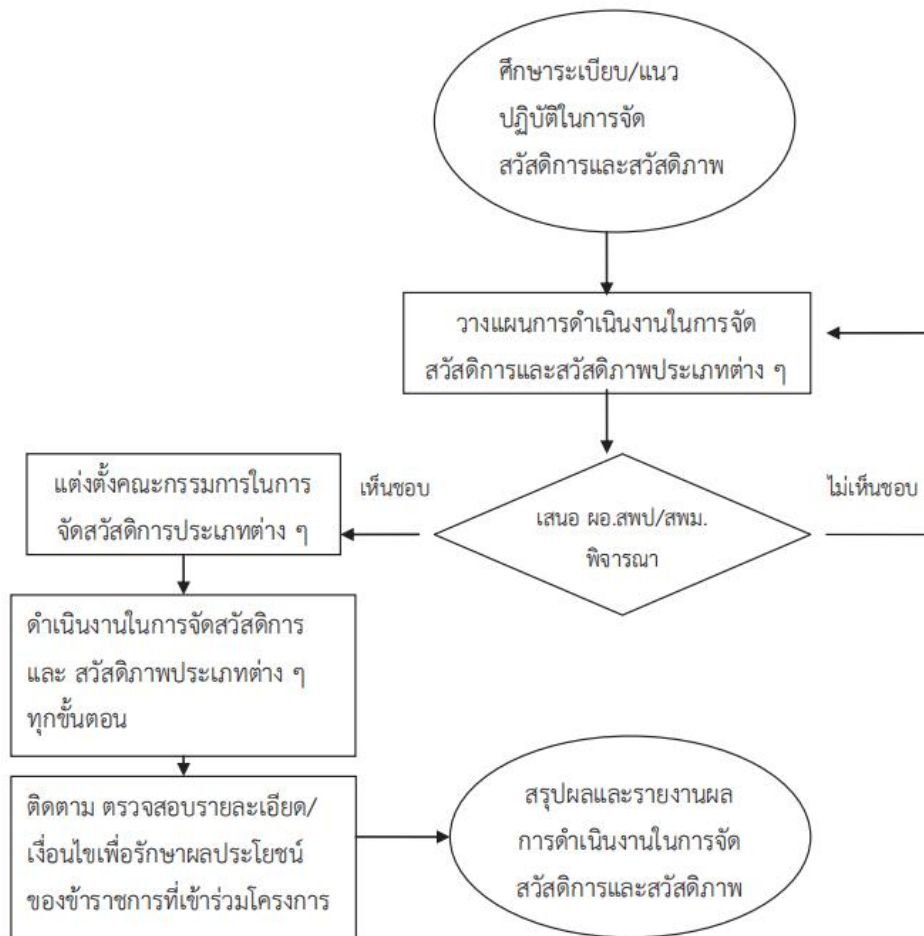 ศึกษาระเบียบ/แนว
ปฏิบัติในการจัด
สวัสดิการและสวัสดิภาพ
วางแผนการดำเนินงานในการจัด
สวัสดิการและสวัสดิภาพประเภทต่าง ๆ
เสนอ ผอ.สพป/สพม.
พิจารณา
เห็นชอบ
ไม่เห็นชอบ
แต่งตั้งคณะกรรมการในการ
จัดสวัสดิการประเภทต่าง ๆ
ดำเนินงานในการจัดสวัสดิการ
และ สวัสดิภาพประเภทต่าง ๆ
ทุกขั้นตอน
ติดตาม ตรวจสอบรายละเอียด/
เงื่อนไขเพื่อรักษาผลประโยชน์
ของข้าราชการที่เข้าร่วมโครงการ
สรุปผลและรายงานผล
การดำเนินงานในการจัด
สวัสดิการและสวัสดิภาพ